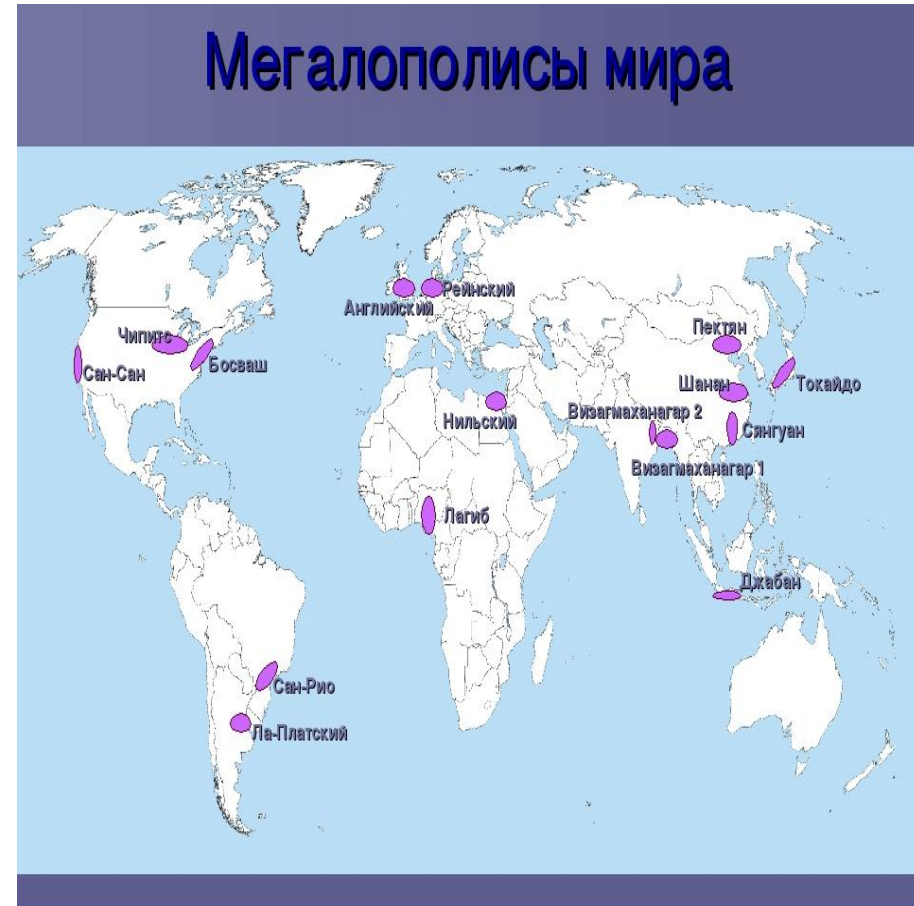 Мегалополисы мира
Английский
Рейнский
Чипитс
Босваш
Сан-Сан
Пектян
Шанан
Токайдо
Нильский
Визагмаханагар 2
Сянгуан
Визагмаханагар 1
Лагиб
Джабан
Сан-Рио
Ла-Платский